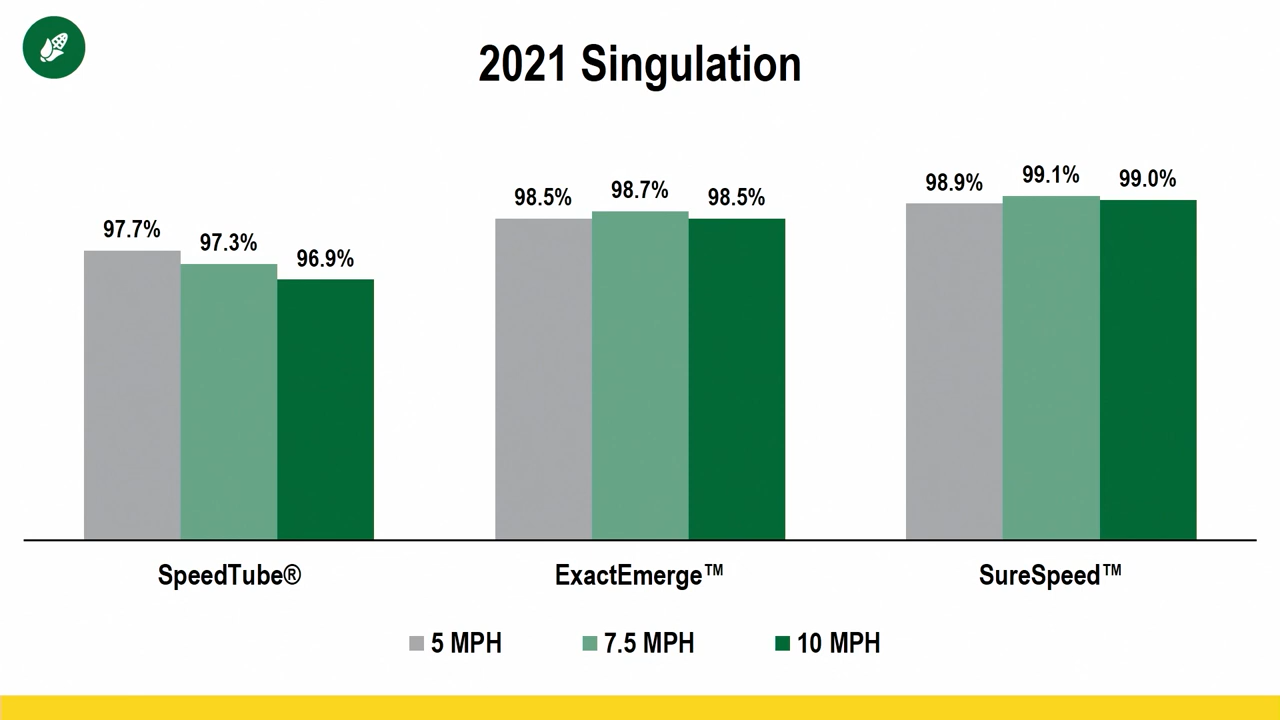 2021 Singulation
97.7%
97.3%
96.9%
98.5%
98.7%
98.5%
98.9%
99.1%
99.0%
SpeedTube®
ExactEmerge™
SureSpeed™
5 MPH
7.5 MPH
10 MPH